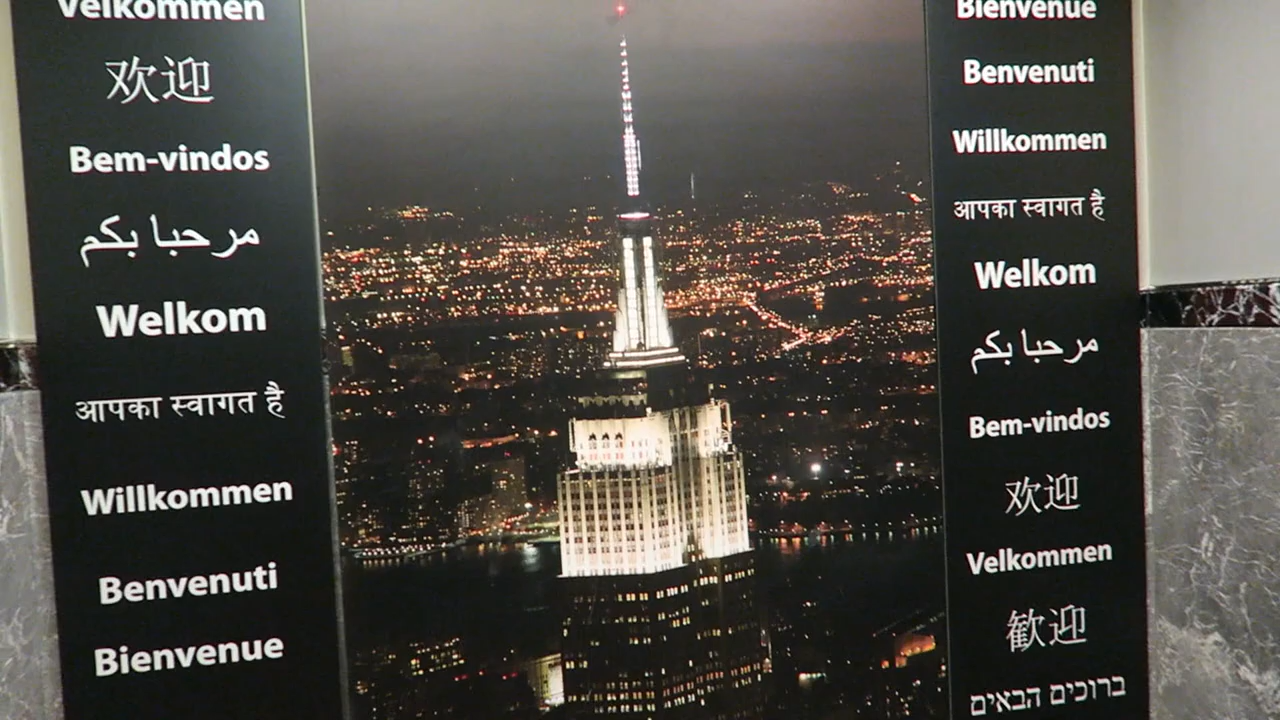 Velkommen
欢迎
Bem-vindos
مرحبا بكم
Welkom
आपका स्वागत है
Willkommen
Benvenuti
Bienvenue
Bienvenue
Benvenuti
Willkommen
आपका स्वागत है
Welkom
مرحبا بكم
Bem-vindos
欢迎
Velkommen
歓迎
ברוכים הבאים